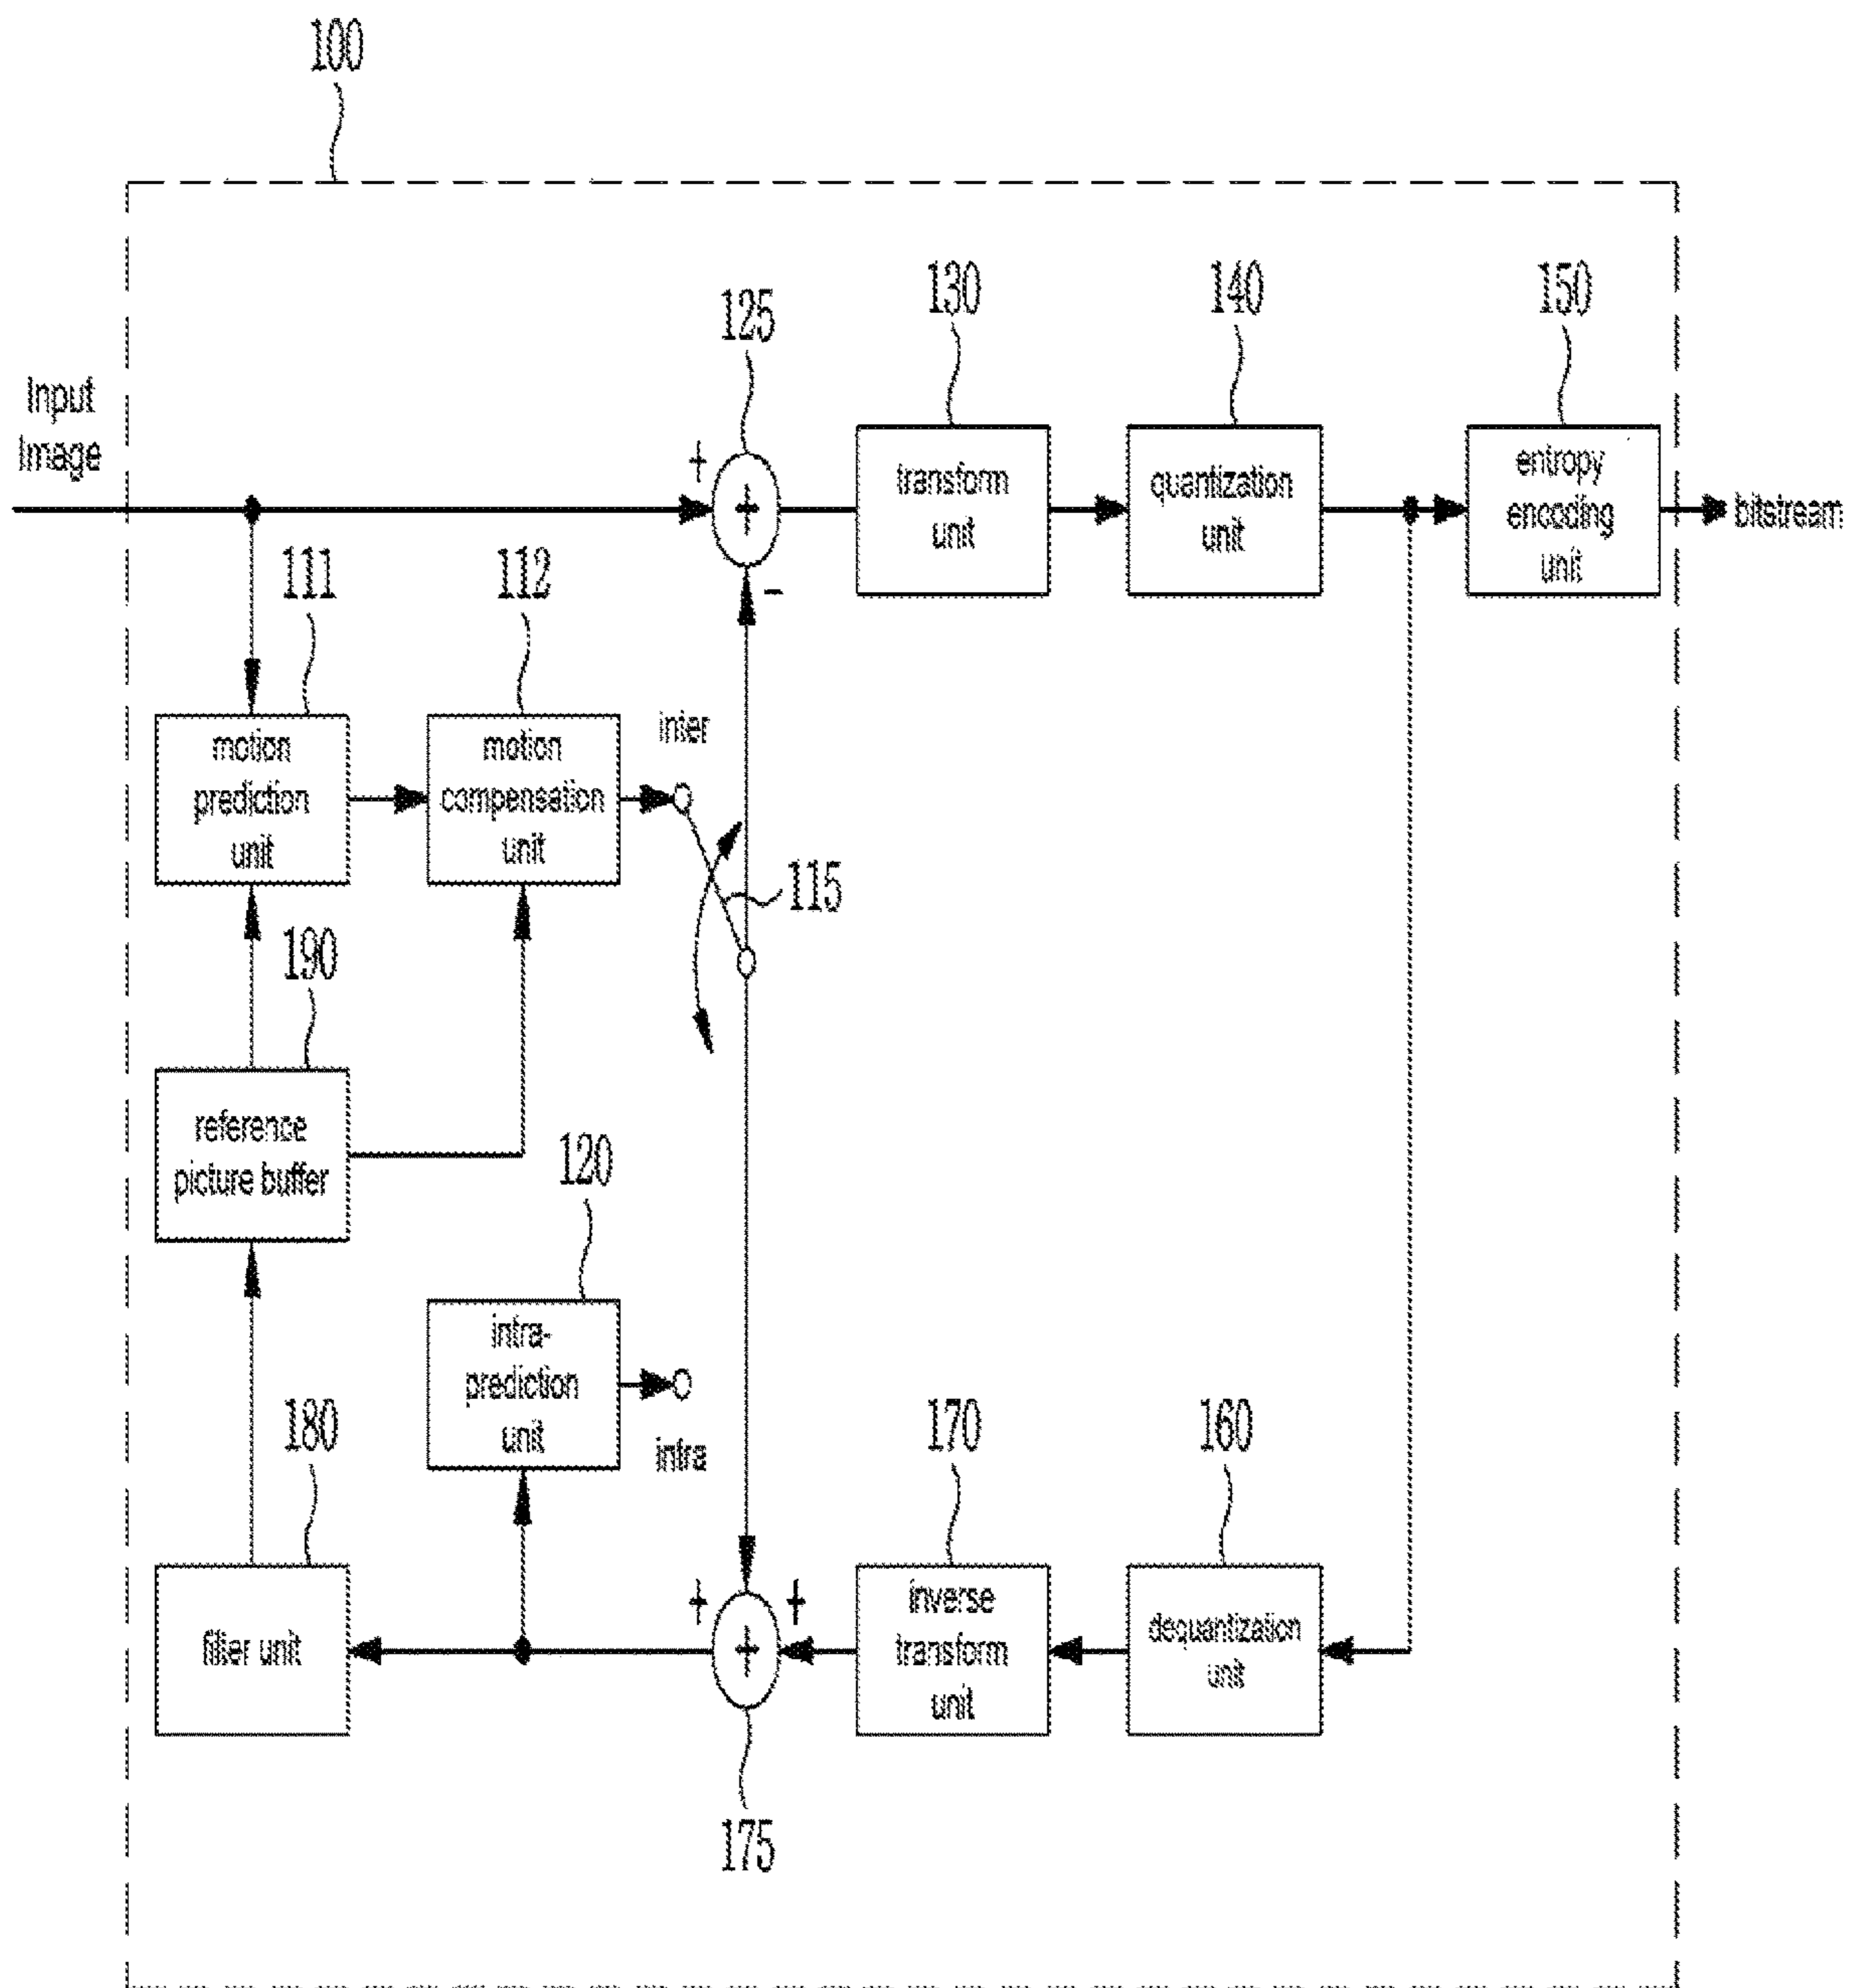 100
125
130
140
150
Input
Image
+
+
-
transform
unit
quantization
unit
entropy
encoding
unit
bitstream
111
112
motion
prediction
unit
motion
compensation
unit
inter
115
190
reference
picture buffer
120
intra-
prediction
unit
intra
180
170
160
filter unit
+
+
+
inverse
transform
unit
dequantization
unit
175